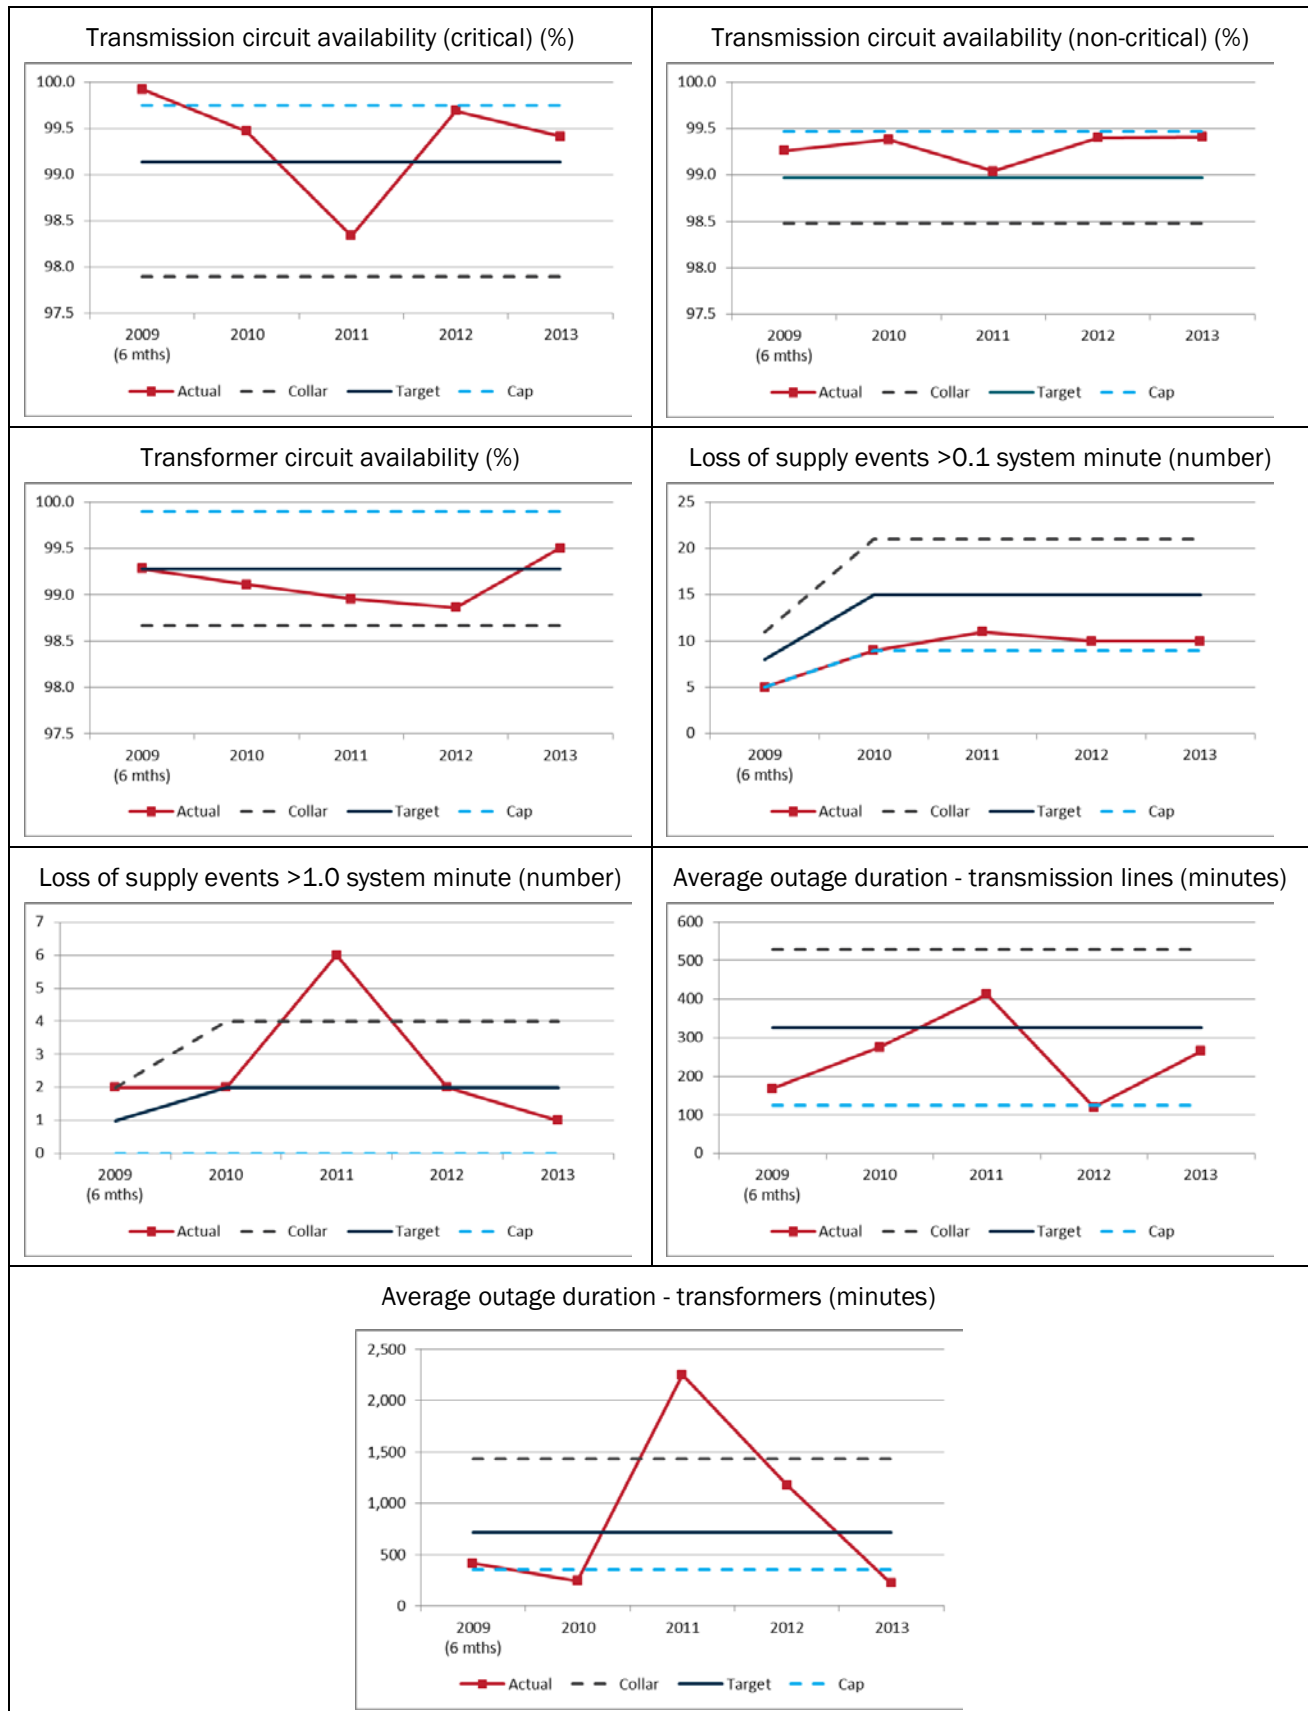 Transmission circuit availability (critical) (%)
100.0
99.5
99.0
98.5
98.0
97.5
2009 2010 2011 2012 2013
(6 mths)
Actual Collar Target Cap
Transmission circuit availability (non-critical) (%)
100.0
99.5
99.0
98.5
98.0
97.5
2009 2010 2011 2012 2013
(6 mths)
Actual Collar Target Cap
Transformer circuit availability (%)
100.0
99.5
99.0
98.5
98.0
97.5
2009 2010 2011 2012 2013
(6 mths)
Actual Collar Target Cap
Loss of supply events >0.1 system minute (number)
25
20
15
10
5
0
2009 2010 2011 2012 2013
(6 mths)
Actual Collar Target Cap
Loss of supply events >1.0 system minute (number)
7
6
5
4
3
2
1
0
2009 2010 2011 2012 2013
(6 mths)
Actual Collar Target Cap
Average outage duration - transmission lines (minutes)
600
500
400
300
200
100
0
2009 2010 2011 2012 2013
(6 mths)
Actual Collar Target Cap
Average outage duration - transformers (minutes)
2,500
2,000
1,500
1,000
500
0
2009 2010 2011 2012 2013
(6 mths)
Actual Collar Target Cap